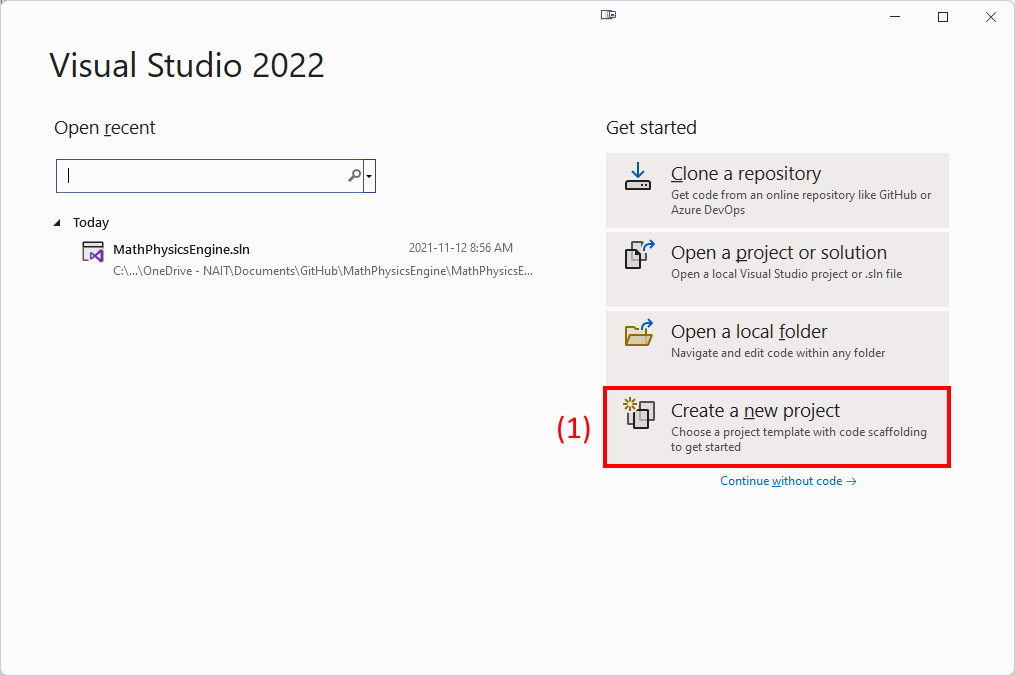 Visual Studio 2022
Open recent
Today
MathPhysicsEngine.sln 2021-11-12 8:56 AM
C:\...\OneDrive - NAIT\Documents\GitHub\MathPhysicsEngine\MathPhysicsE...
Get started
Clone a repository
Get code from an online repository like GitHub or
Azure DevOps
Open a project or solution
Open a local Visual Studio project or .sln file
Open a local folder
Navigate and edit code within any folder
(1)
Create a new project
Choose a project template with code scaffolding
to get started
Continue without code →